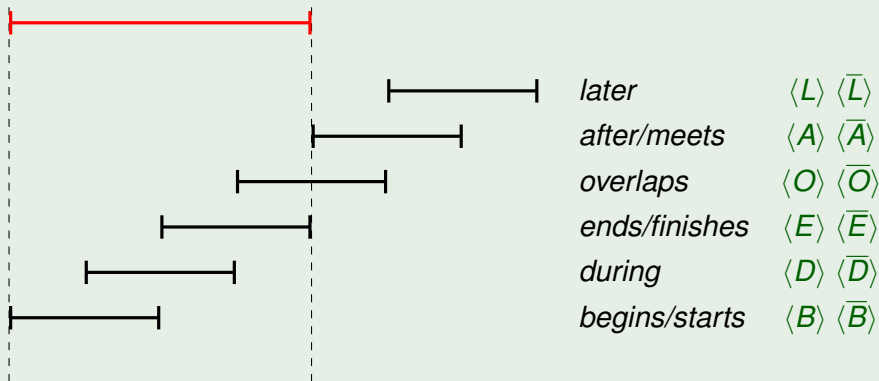 later ⟨L⟩ ⟨L̅⟩
after/meets ⟨A⟩ ⟨A̅⟩
overlaps ⟨O⟩ ⟨O̅⟩
ends/finishes ⟨E⟩ ⟨E̅⟩
during ⟨D⟩ ⟨D̅⟩
begins/starts ⟨B⟩ ⟨B̅⟩